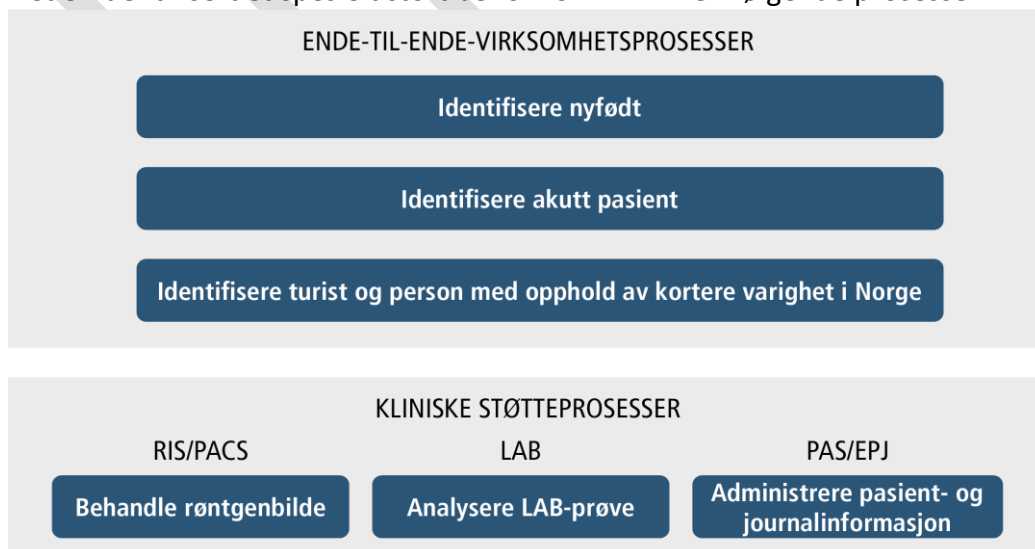 ENDE-TIL-ENDE-VIRKSOMHETSPROSESSER
Identifisere nyfødt
Identifisere akutt pasient
Identifisere turist og person med opphold av kortere varighet i Norge
KLINISKE STØTTEPROSESSER
RIS/PACS LAB PAS/EPJ
Behandle røntgenbilde Analysere LAB-prøve Administrere pasient- og
journalinformasjon